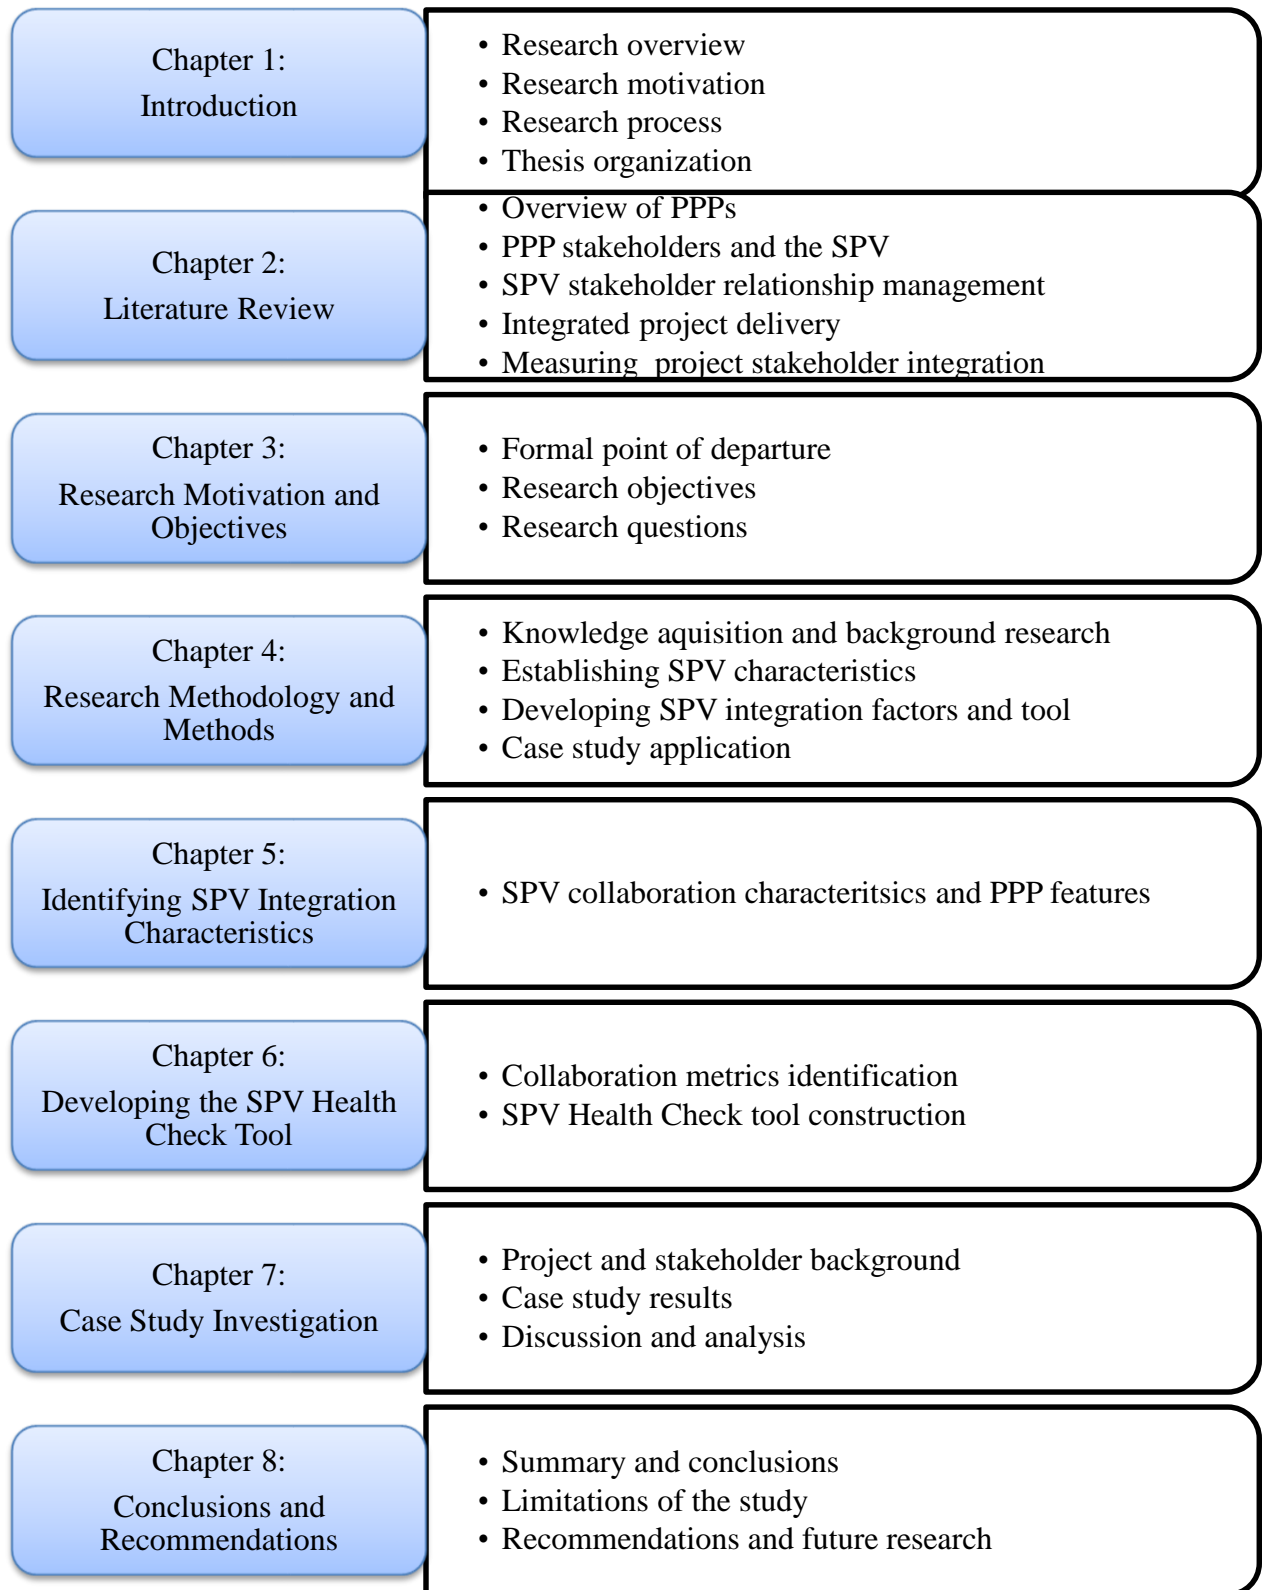 Chapter 1:
Introduction
• Research overview
• Research motivation
• Research process
• Thesis organization
Chapter 2:
Literature Review
• Overview of PPPs
• PPP stakeholders and the SPV
• SPV stakeholder relationship management
• Integrated project delivery
• Measuring  project stakeholder integration
Chapter 3:
Research Motivation and
Objectives
• Formal point of departure
• Research objectives
• Research questions
Chapter 4:
Research Methodology and
Methods
• Knowledge aquisition and background research
• Establishing SPV characteristics
• Developing SPV integration factors and tool
• Case study application
Chapter 5:
Identifying SPV Integration
Characteristics
• SPV collaboration characteritsics and PPP features
Chapter 6:
Developing the SPV Health
Check Tool
• Collaboration metrics identification
• SPV Health Check tool construction
Chapter 7:
Case Study Investigation
• Project and stakeholder background
• Case study results
• Discussion and analysis
Chapter 8:
Conclusions and
Recommendations
• Summary and conclusions
• Limitations of the study
• Recommendations and future research